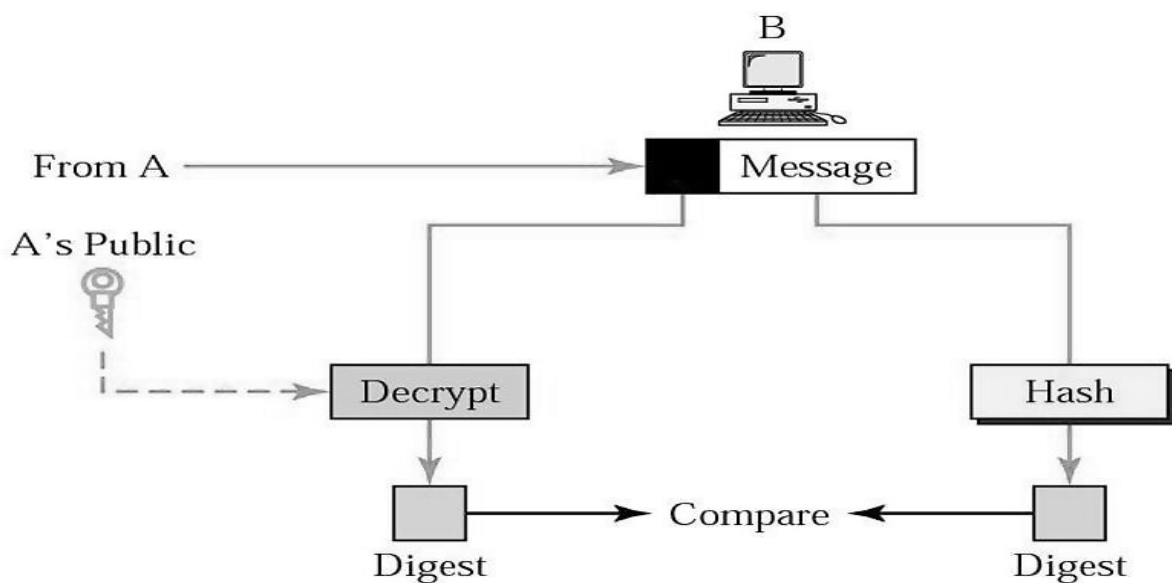 B
From A
Message
A's Public
Decrypt
Hash
Compare
Digest
Digest